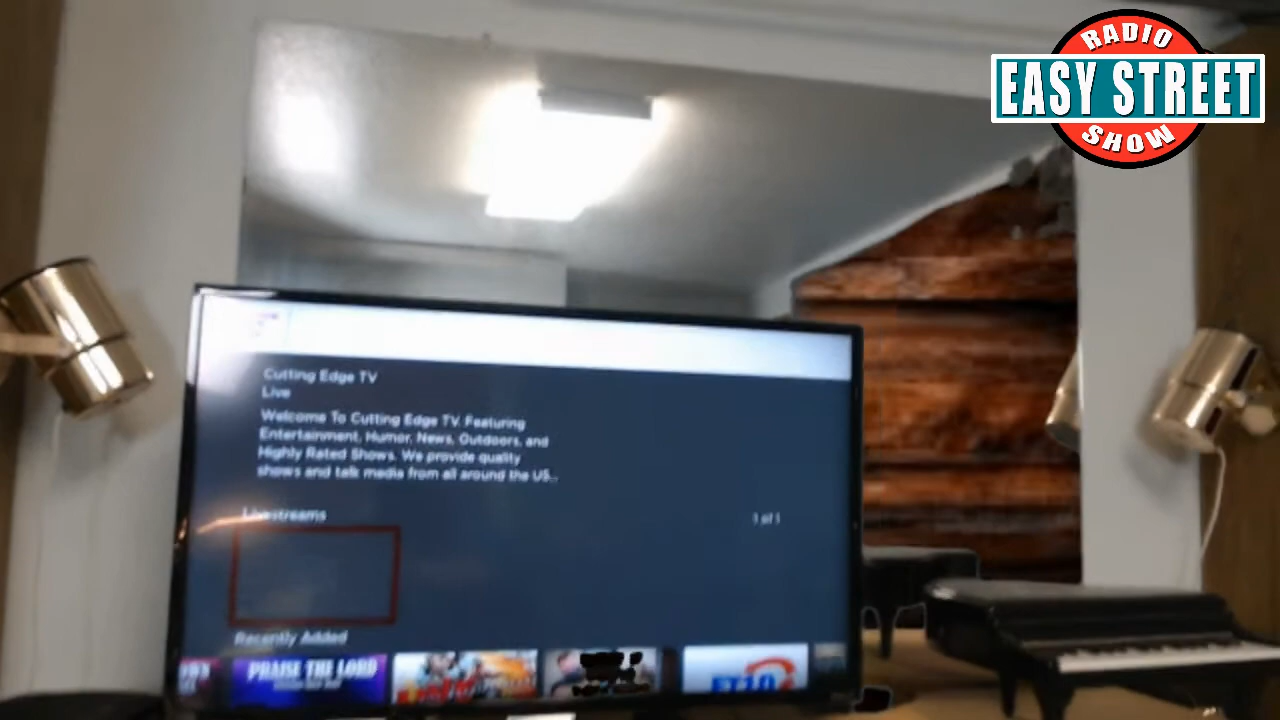 RADIO
EASY STREET
SHOW
Cutting Edge TV
Live
Welcome To Cutting Edge TV. Featuring
Entertainment, Humor, News, Outdoors, and
Highly Rated Shows. We provide quality
shows and talk media from all around the US...
Livestreams
1 of 1
Recently Added
PRAISE THE LORD